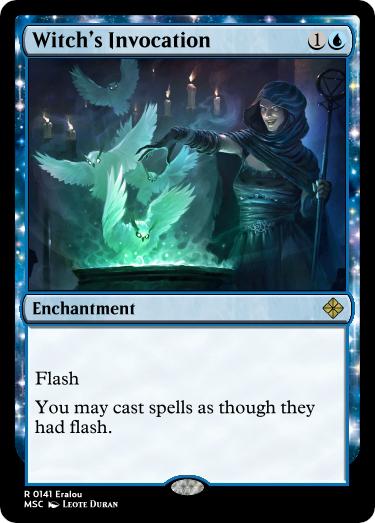 Witch's Invocation 1
Enchantment
Flash
You may cast spells as though they
had flash.
R 0141 Eralou
MSC Leote Duran